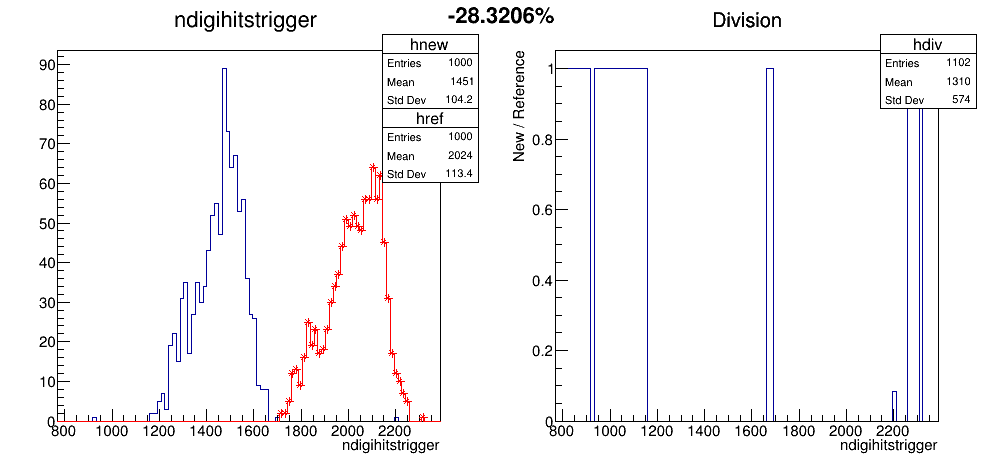 ndigihitstrigger
-28.3206%
Division
hnew
Entries 1000
Mean 1451
Std Dev 104.2
href
Entries 1000
Mean 2024
Std Dev 113.4
90
80
70
60
50
40
30
20
10
0
800 1000 1200 1400 1600 1800 2000 2200
ndigihitstrigger
hdiv
Entries 1102
Mean 1310
Std Dev 574
New / Reference
1
0.8
0.6
0.4
0.2
0
800 1000 1200 1400 1600 1800 2000 2200
ndigihitstrigger